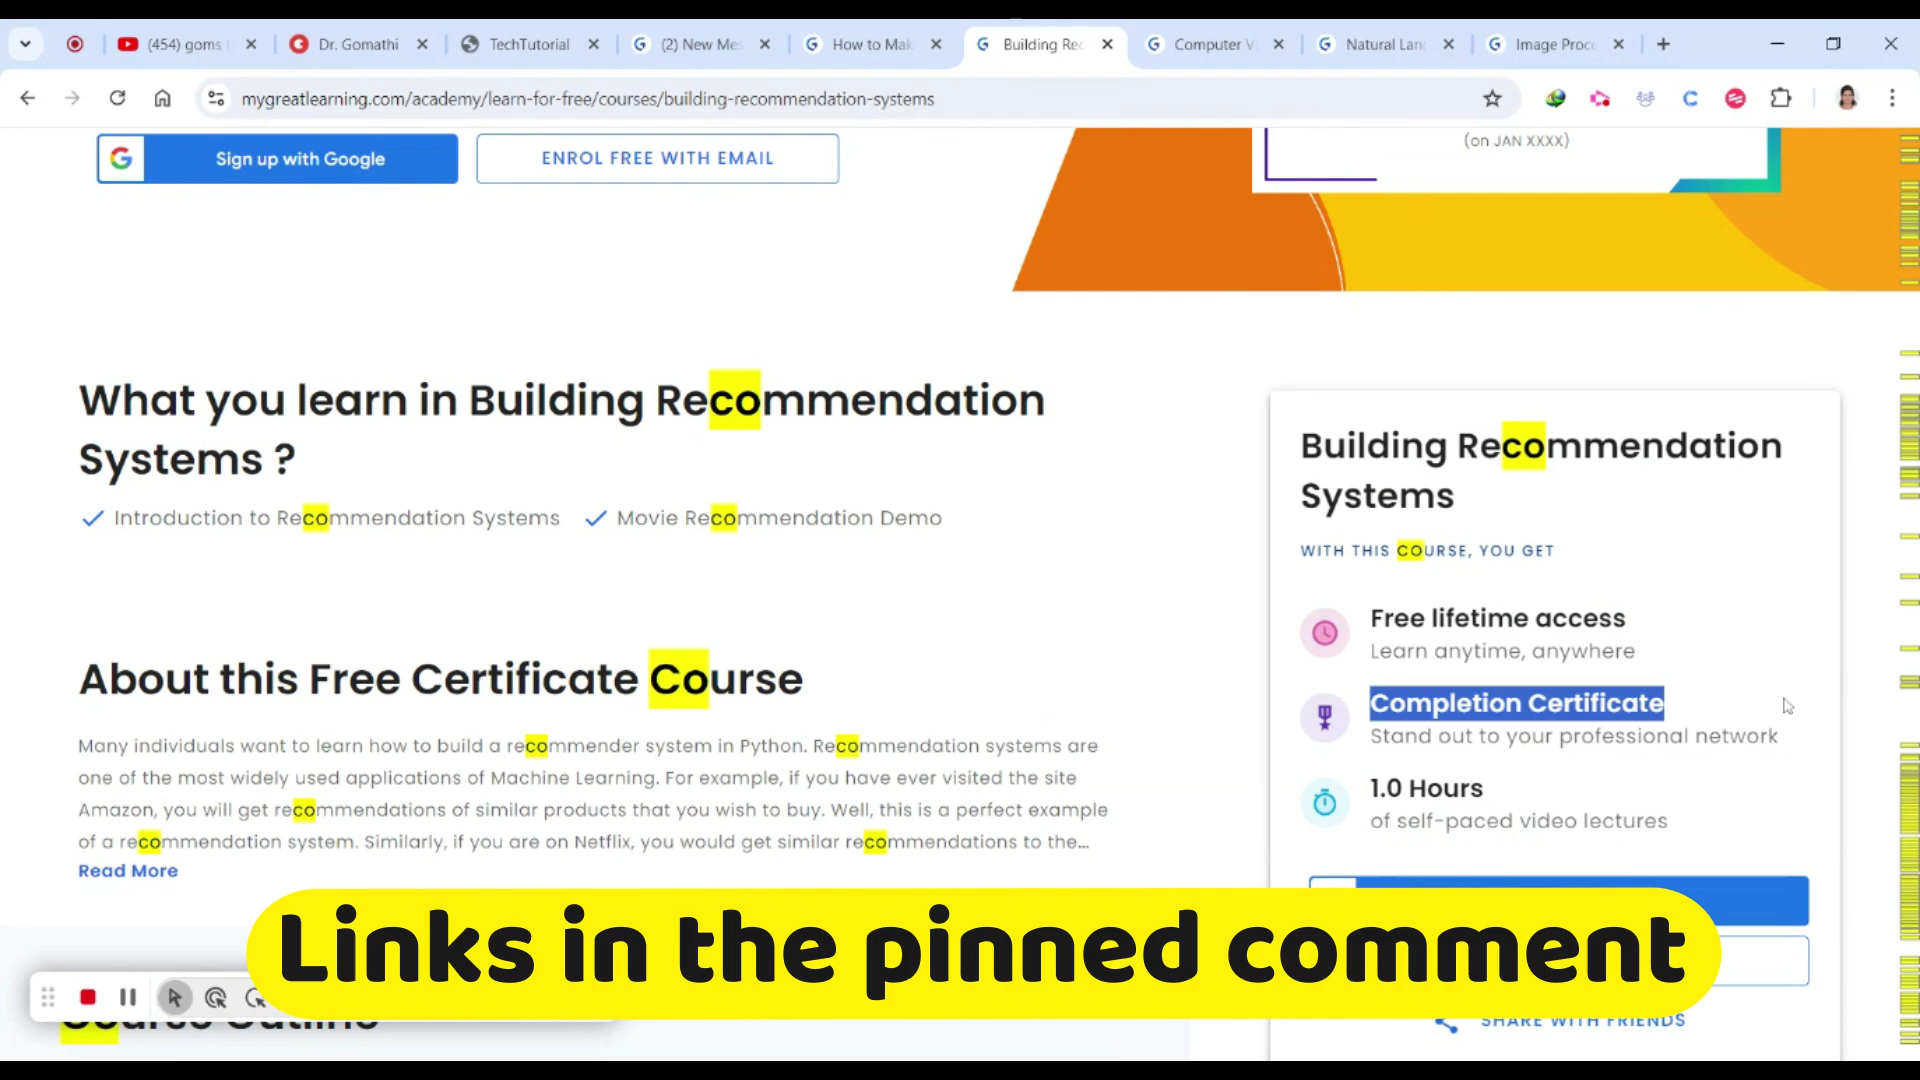 (454) goms
Dr. Gomathi
TechTutorial
(2) New Mes
How to Mak
Building Rec
Computer V
Natural Lan
Image Proc
mygreatlearning.com/academy/learn-for-free/courses/building-recommendation-systems
Sign up with Google
ENROL FREE WITH EMAIL
(on JAN XXXX)
What you learn in Building Recommendation
Systems ?
Introduction to Recommendation Systems
Movie Recommendation Demo
About this Free Certificate Course
Many individuals want to learn how to build a recommender system in Python. Recommendation systems are
one of the most widely used applications of Machine Learning. For example, if you have ever visited the site
Amazon, you will get recommendations of similar products that you wish to buy. Well, this is a perfect example
of a recommendation system. Similarly, if you are on Netflix, you would get similar recommendations to the...
Read More
Building Recommendation
Systems
WITH THIS COURSE, YOU GET
Free lifetime access
Learn anytime, anywhere
Completion Certificate
Stand out to your professional network
1.0 Hours
of self-paced video lectures
Links in the pinned comment
Course Outline
SHARE WITH FRIENDS